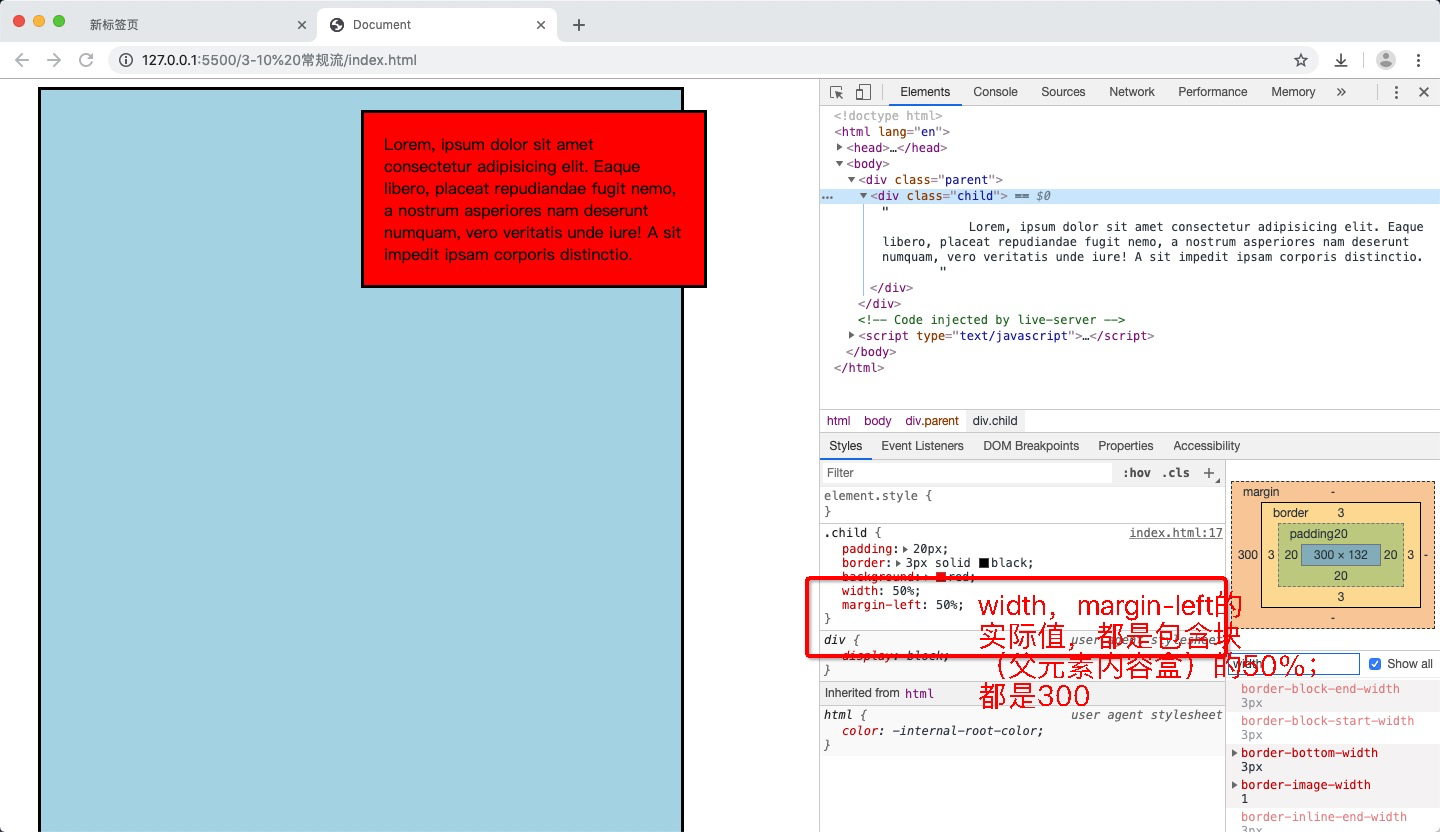 新标签页
Document
127.0.0.1:5500/3-10%20常规流/index.html
Lorem, ipsum dolor sit amet
consectetur adipisicing elit. Eaque
libero, placeat repudiandae fugit nemo,
a nostrum asperiores nam deserunt
numquam, vero veritatis unde iure! A sit
impedit ipsam corporis distinctio.
Elements Console Sources Network Performance Memory »
<!doctype html>
<html lang="en">
<head>…</head>
<body>
<div class="parent">
<div class="child"> == $0
"
Lorem, ipsum dolor sit amet consectetur adipisicing elit. Eaque
libero, placeat repudiandae fugit nemo, a nostrum asperiores nam deserunt
numquam, vero veritatis unde iure! A sit impedit ipsam corporis distinctio.
"
</div>
</div>
<!-- Code injected by live-server -->
<script type="text/javascript">…</script>
</body>
</html>
html body div.parent div.child
Styles Event Listeners DOM Breakpoints Properties Accessibility
Filter :hov .cls +
element.style {
}
.child { index.html:17
padding: 20px;
border: 3px solid black;
background: red;
width: 50%;
margin-left: 50%;
}
div { user agent stylesheet
display: block;
}
Inherited from html
html { user agent stylesheet
color: -internal-root-color;
}
width，margin-left的
实际值，都是包含块
（父元素内容盒）的50%；
都是300
margin -
border 3
padding20
300 3 20 300 × 132 20 3 -
20
3
-
width Show all
border-block-end-width
3px
border-block-start-width
3px
border-bottom-width
3px
border-image-width
1
border-inline-end-width
3px